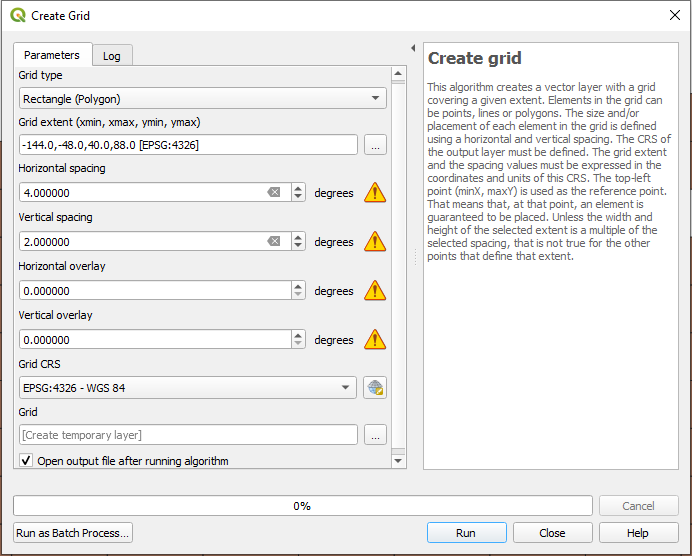 Create Grid
Parameters
Log
Grid type
Rectangle (Polygon)
Grid extent (xmin, xmax, ymin, ymax)
-144.0,-48.0,40.0,88.0 [EPSG:4326]
...
Horizontal spacing
4.000000
degrees
Vertical spacing
2.000000
degrees
Horizontal overlay
0.000000
degrees
Vertical overlay
0.000000
degrees
Grid CRS
EPSG:4326 - WGS 84
Grid
[Create temporary layer]
...
Open output file after running algorithm
Create grid
This algorithm creates a vector layer with a grid
covering a given extent. Elements in the grid can
be points, lines or polygons. The size and/or
placement of each element in the grid is defined
using a horizontal and vertical spacing. The CRS of
the output layer must be defined. The grid extent
and the spacing values must be expressed in the
coordinates and units of this CRS. The top-left
point (minX, maxY) is used as the reference point.
That means that, at that point, an element is
guaranteed to be placed. Unless the width and
height of the selected extent is a multiple of the
selected spacing, that is not true for the other
points that define that extent.
0%
Cancel
Run as Batch Process...
Run
Close
Help